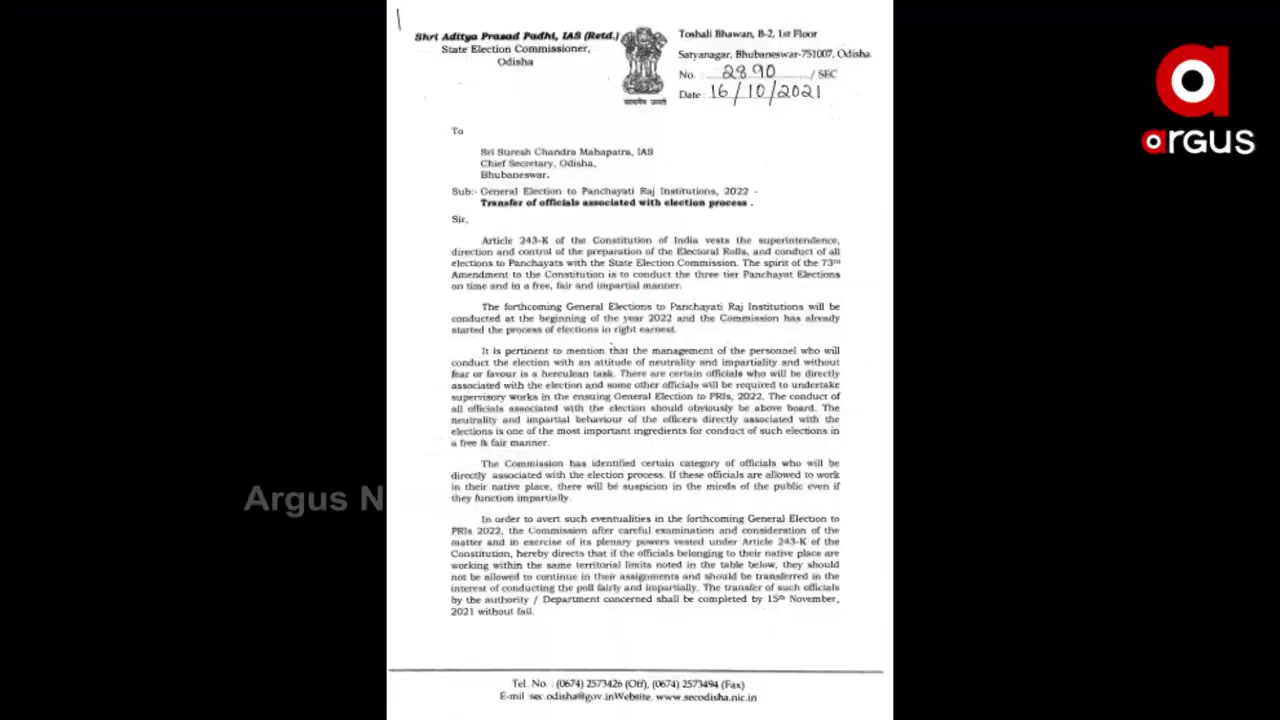 Shri Aditya Prasad Padhi, IAS (Retd.)
State Election Commissioner,
Odisha
सत्यमेव जयते
Toshali Bhawan, B-2, 1st Floor
Satyanagar, Bhubaneswar-751007, Odisha
No. : 2890 / SEC
Date : 16/10/2021
argus
To
Sri Suresh Chandra Mahapatra, IAS
Chief Secretary, Odisha,
Bhubaneswar.
Sub:- General Election to Panchayati Raj Institutions, 2022 -
Transfer of officials associated with election process .
Sir,
Article 243-K of the Constitution of India vests the superintendence,
direction and control of the preparation of the Electoral Rolls, and conduct of all
elections to Panchayats with the State Election Commission. The spirit of the 73rd
Amendment to the Constitution is to conduct the three tier Panchayat Elections
on time and in a free, fair and impartial manner.
The forthcoming General Elections to Panchayati Raj Institutions will be
conducted at the beginning of the year 2022 and the Commission has already
started the process of elections in right earnest.
It is pertinent to mention that the management of the personnel who will
conduct the election with an attitude of neutrality and impartiality and without
fear or favour is a herculean task. There are certain officials who will be directly
associated with the election and some other officials will be required to undertake
supervisory works in the ensuing General Election to PRIs, 2022. The conduct of
all officials associated with the election should obviously be above board. The
neutrality and impartial behaviour of the officers directly associated with the
elections is one of the most important ingredients for conduct of such elections in
a free & fair manner.
The Commission has identified certain category of officials who will be
directly associated with the election process. If these officials are allowed to work
in their native place, there will be suspicion in the minds of the public even if
they function impartially.
Argus N
In order to avert such eventualities in the forthcoming General Election to
PRIs 2022, the Commission after careful examination and consideration of the
matter and in exercise of its plenary powers vested under Article 243-K of the
Constitution, hereby directs that if the officials belonging to their native place are
working within the same territorial limits noted in the table below, they should
not be allowed to continue in their assignments and should be transferred in the
interest of conducting the poll fairly and impartially. The transfer of such officials
by the authority / Department concerned shall be completed by 15th November,
2021 without fail.
Tel. No. : (0674) 2573426 (Off), (0674) 2573494 (Fax)
E-mil :sec.odisha@gov.inWebsite. www.secodisha.nic.in